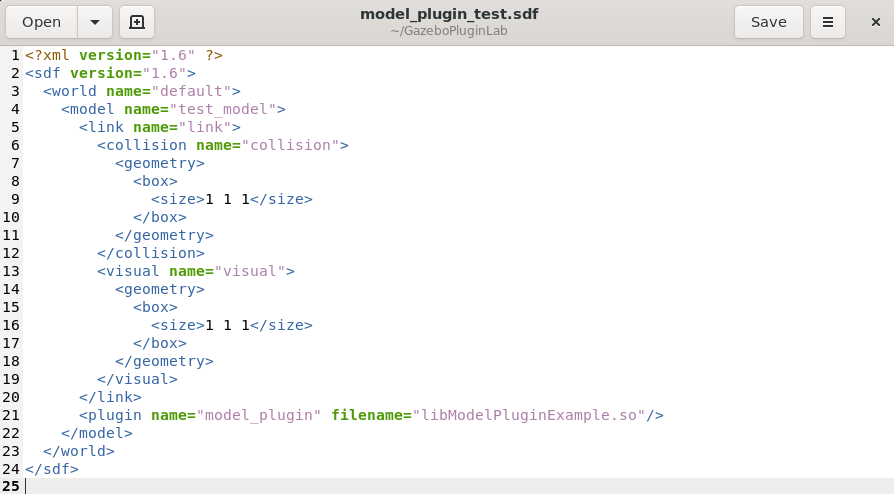 Open
model_plugin_test.sdf
~/GazeboPluginLab
Save
1 <?xml version="1.6" ?>
2 <sdf version="1.6">
3   <world name="default">
4     <model name="test_model">
5       <link name="link">
6         <collision name="collision">
7           <geometry>
8             <box>
9               <size>1 1 1</size>
10             </box>
11           </geometry>
12         </collision>
13         <visual name="visual">
14           <geometry>
15             <box>
16               <size>1 1 1</size>
17             </box>
18           </geometry>
19         </visual>
20       </link>
21       <plugin name="model_plugin" filename="libModelPluginExample.so"/>
22     </model>
23   </world>
24 </sdf>
25